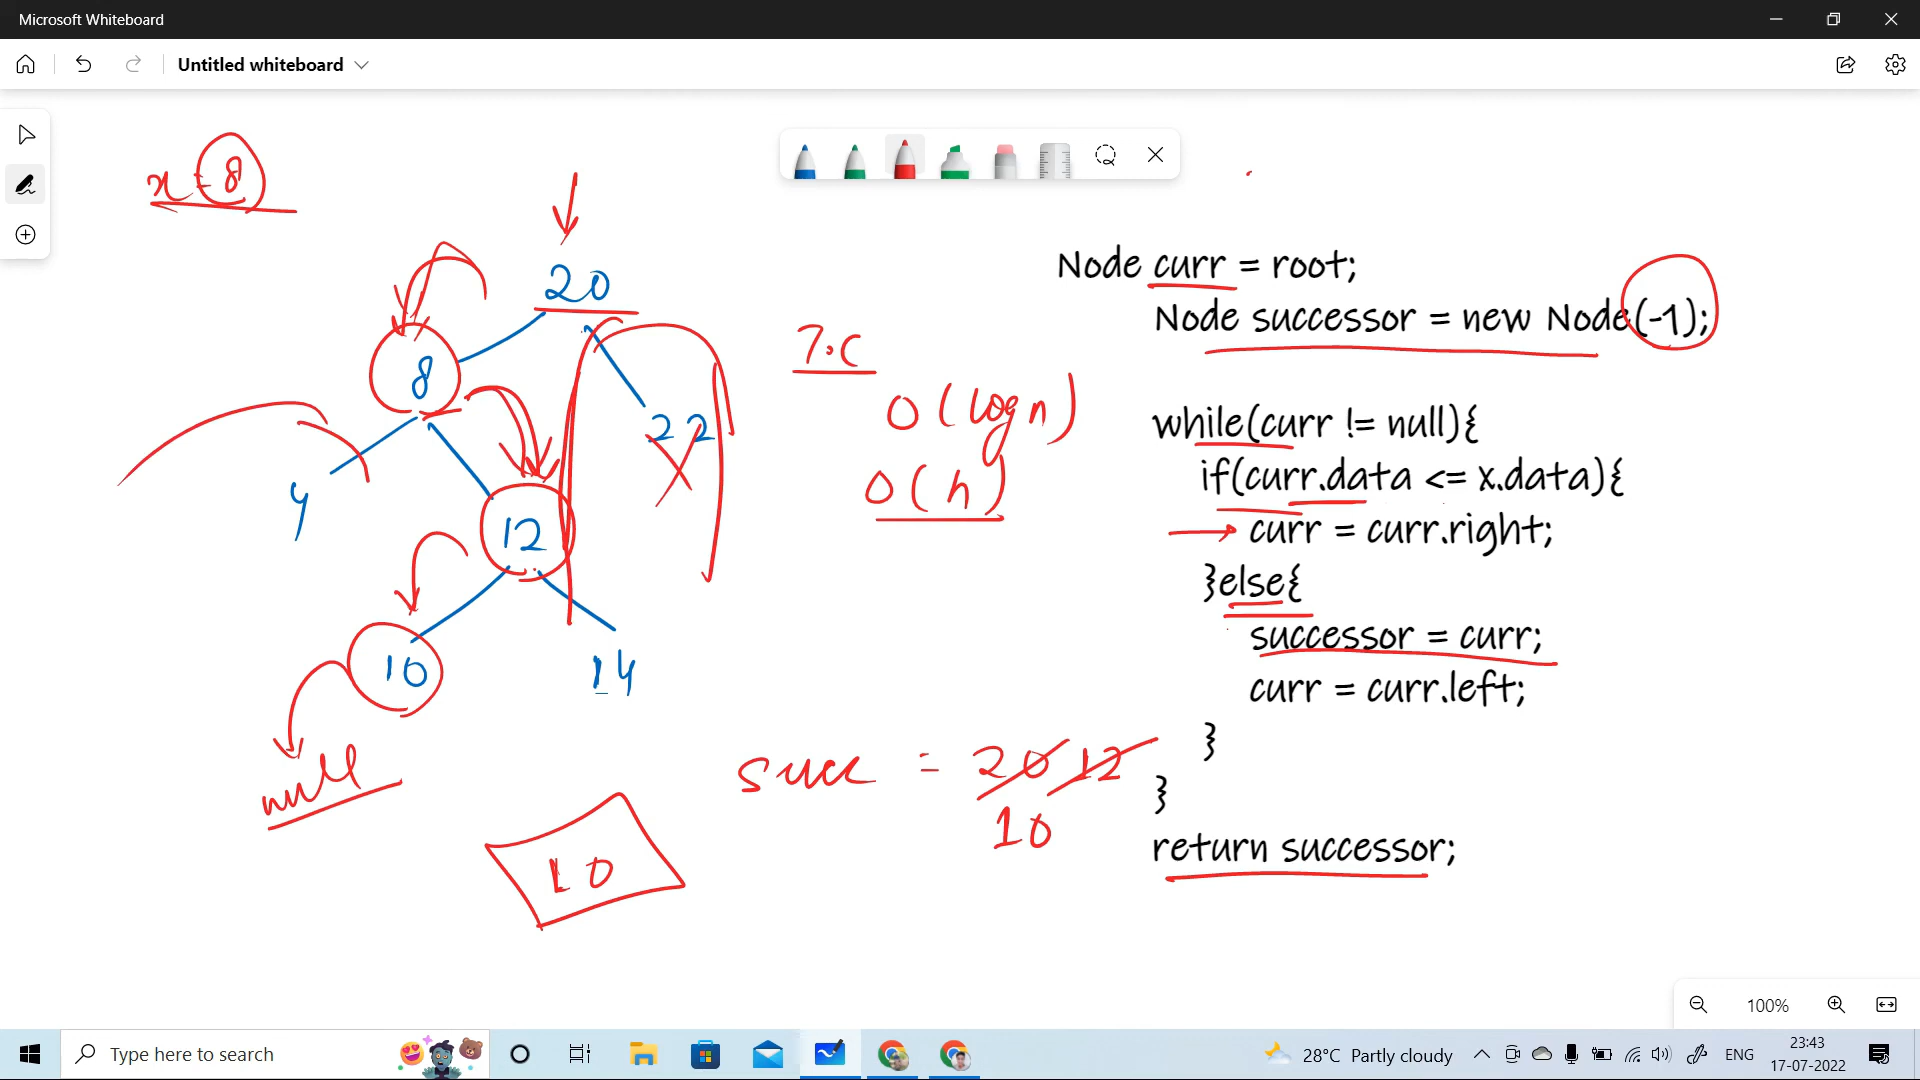 Microsoft Whiteboard
Untitled whiteboard
x = 8
20
8
22
4
12
10
14
null
T.C
O(log n)
O(h)
succ = 20 12
10
10
Node curr = root;
Node successor = new Node(-1);
while(curr != null){
if(curr.data <= x.data){
curr = curr.right;
}else{
successor = curr;
curr = curr.left;
}
}
return successor;
100%
Type here to search
28°C Partly cloudy
ENG
23:43
17-07-2022